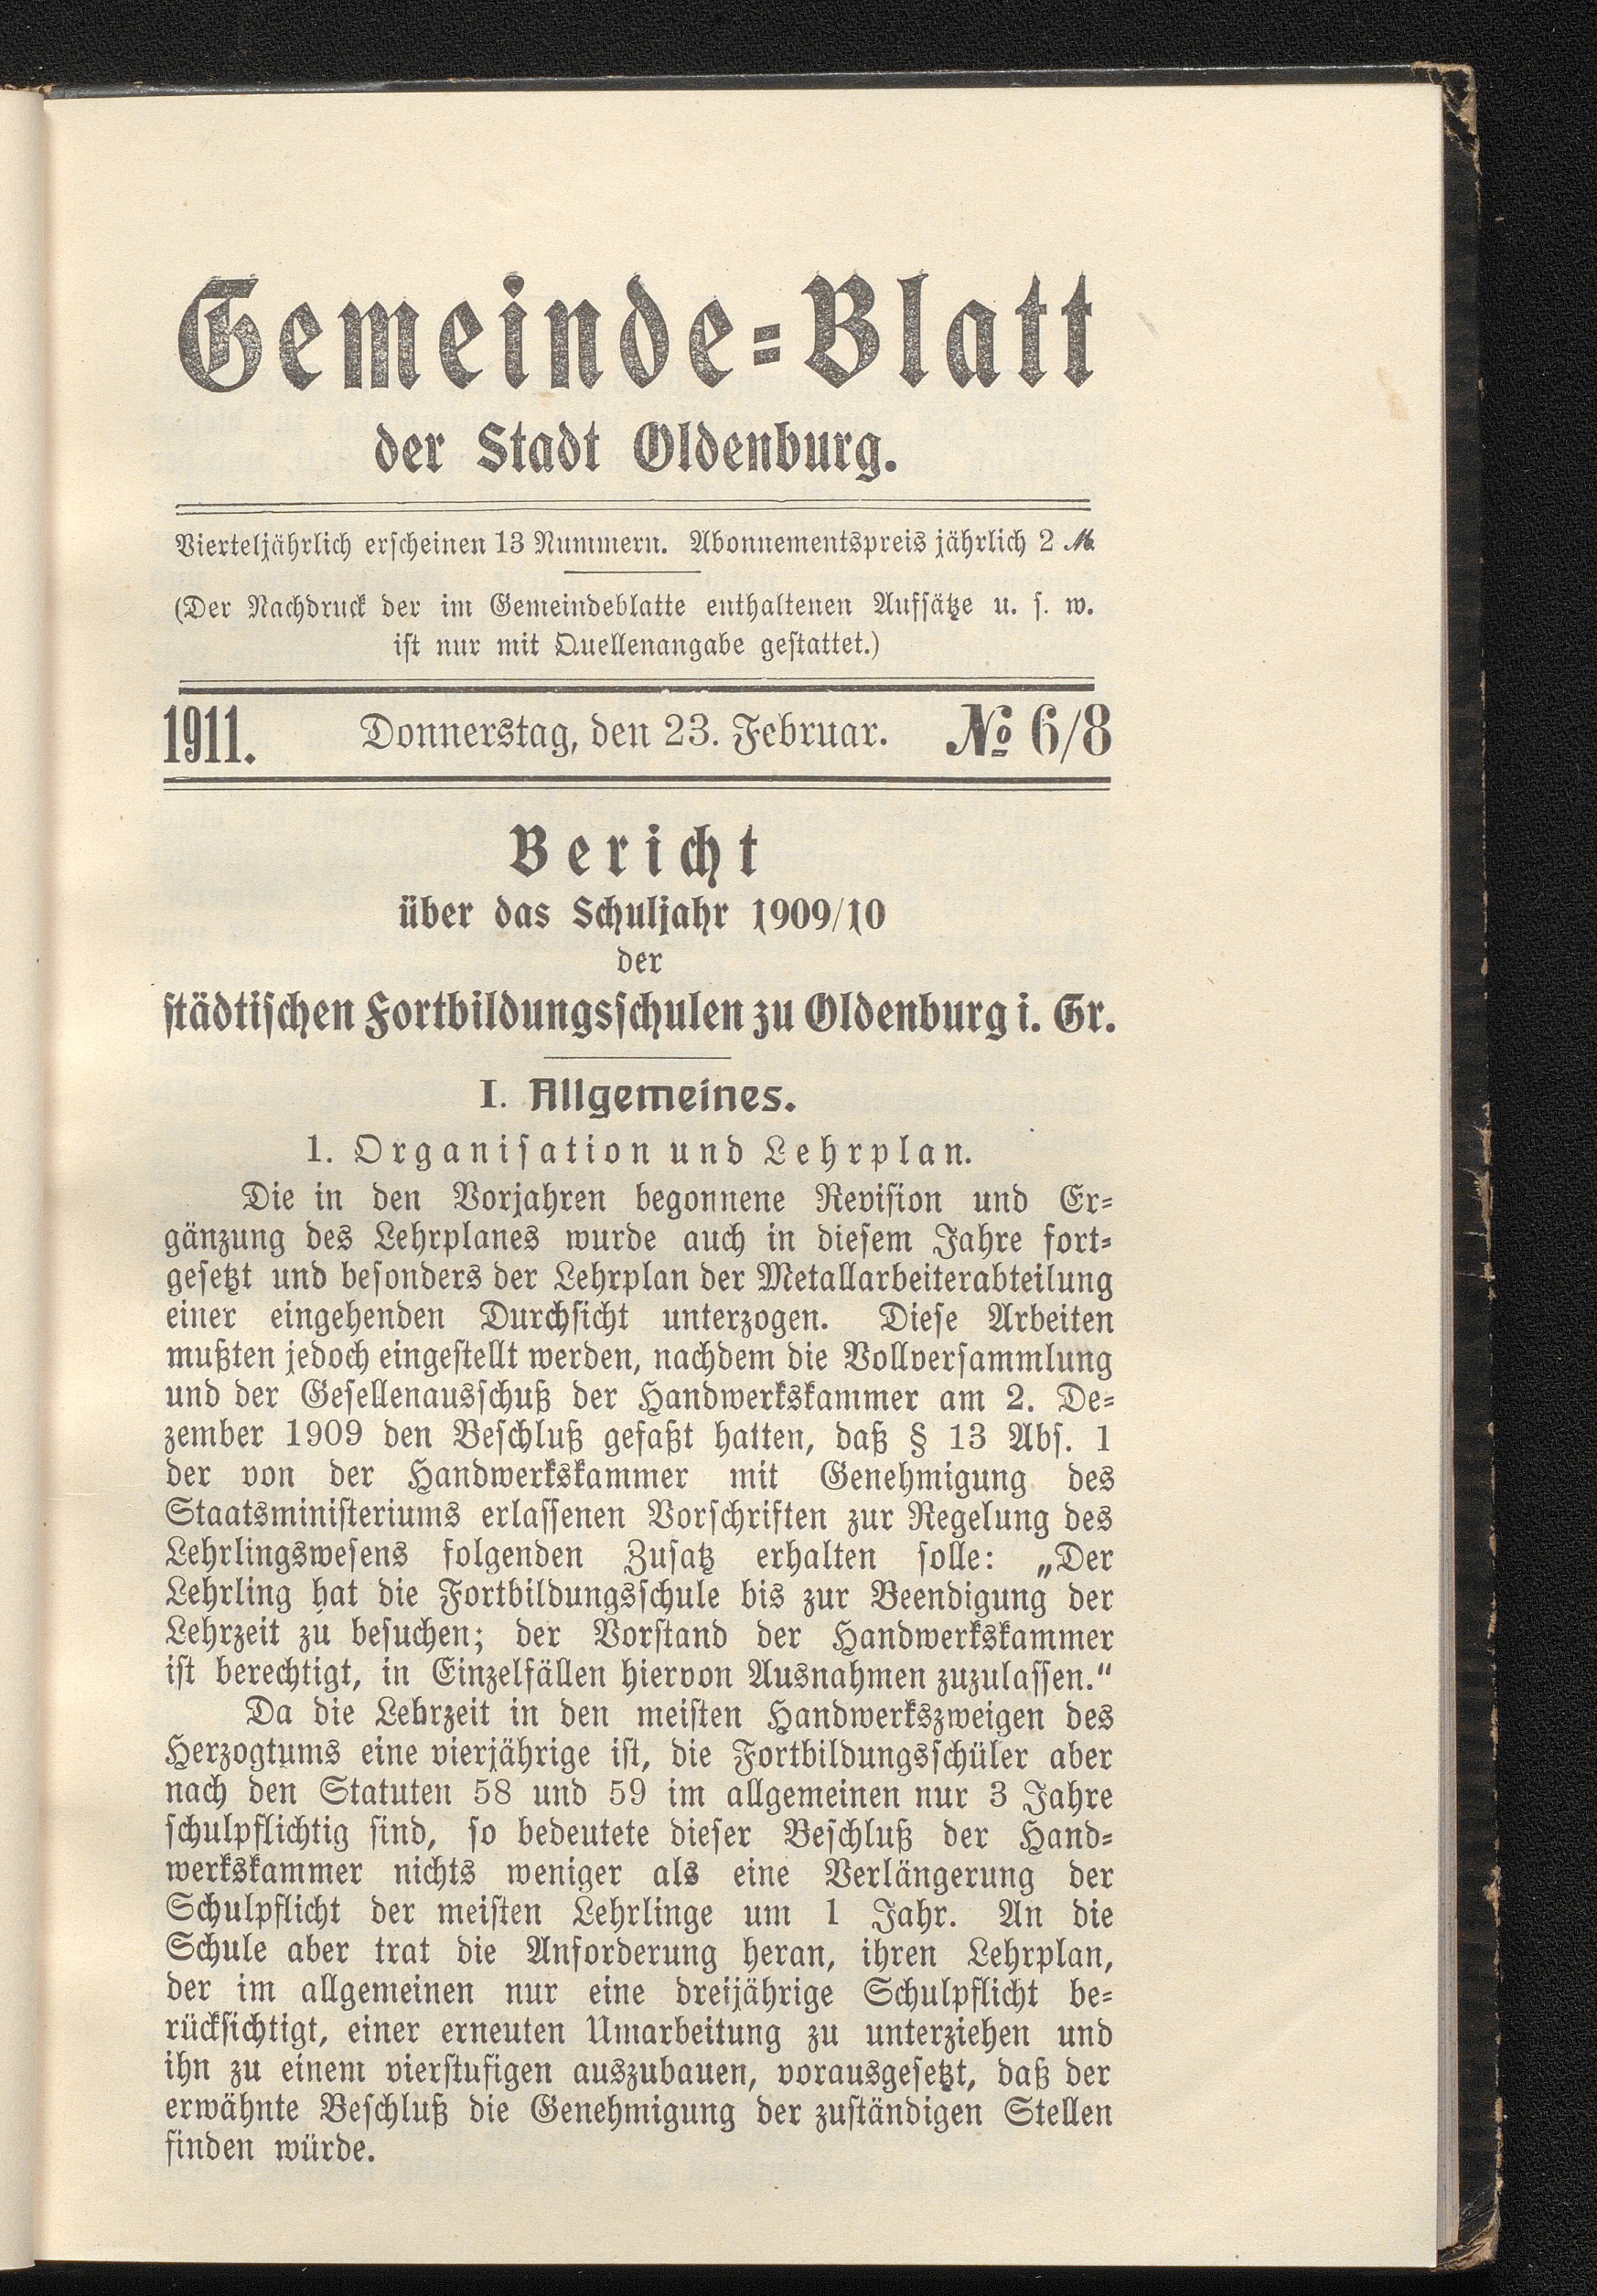 Gemeinde-Blatt
der Stadt Oldenburg.
Vierteljährlich erscheinen 13 Nummern. Abonnementspreis jährlich 2 ℳ
(Der Nachdruck der im Gemeindeblatte enthaltenen Aufsätze u. s. w.
ist nur mit Quellenangabe gestattet.)
1911. Donnerstag, den 23. Februar. № 6/8
Bericht
über das Schuljahr 1909/10
der
städtischen Fortbildungsschulen zu Oldenburg i. Gr.
I. Allgemeines.
1. Organisation und Lehrplan.
Die in den Vorjahren begonnene Revision und Er-
gänzung des Lehrplanes wurde auch in diesem Jahre fort-
gesetzt und besonders der Lehrplan der Metallarbeiterabteilung
einer eingehenden Durchsicht unterzogen. Diese Arbeiten
mußten jedoch eingestellt werden, nachdem die Vollversammlung
und der Gesellenausschuß der Handwerkskammer am 2. De-
zember 1909 den Beschluß gefaßt hatten, daß § 13 Abs. 1
der von der Handwerkskammer mit Genehmigung des
Staatsministeriums erlassenen Vorschriften zur Regelung des
Lehrlingswesens folgenden Zusatz erhalten solle: „Der
Lehrling hat die Fortbildungsschule bis zur Beendigung der
Lehrzeit zu besuchen; der Vorstand der Handwerkskammer
ist berechtigt, in Einzelfällen hiervon Ausnahmen zuzulassen.“
Da die Lehrzeit in den meisten Handwerkszweigen des
Herzogtums eine vierjährige ist, die Fortbildungsschüler aber
nach den Statuten 58 und 59 im allgemeinen nur 3 Jahre
schulpflichtig sind, so bedeutete dieser Beschluß der Hand-
werkskammer nichts weniger als eine Verlängerung der
Schulpflicht der meisten Lehrlinge um 1 Jahr. An die
Schule aber trat die Anforderung heran, ihren Lehrplan,
der im allgemeinen nur eine dreijährige Schulpflicht be-
rücksichtigt, einer erneuten Umarbeitung zu unterziehen und
ihn zu einem vierstufigen auszubauen, vorausgesetzt, daß der
erwähnte Beschluß die Genehmigung der zuständigen Stellen
finden würde.